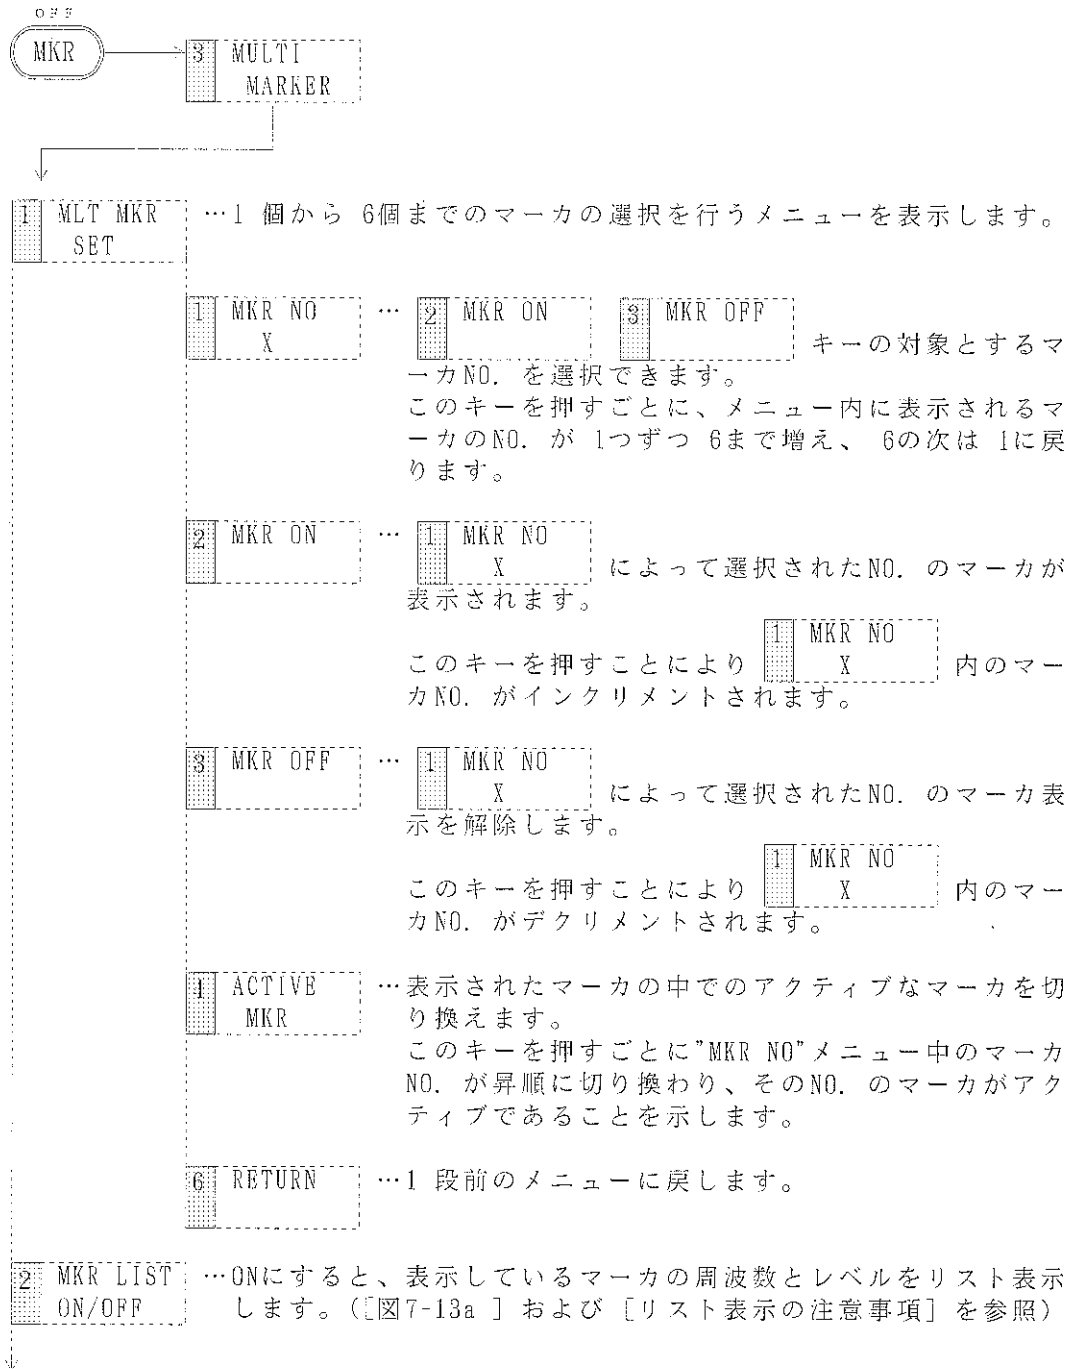 OFF
MKR
3 MULTI
MARKER
1 MLT MKR …1 個から 6個までのマーカの選択を行うメニューを表示します。
SET
1 MKR NO … 2 MKR ON 3 MKR OFF
X キーの対象とするマ
ーカNO. を選択できます。
このキーを押すごとに、メニュー内に表示されるマ
ーカのNO. が 1つずつ 6まで増え、 6の次は 1に戻
ります。
2 MKR ON … 1 MKR NO
X によって選択されたNO. のマーカが
表示されます。
1 MKR NO
このキーを押すことにより X 内のマー
カNO. がインクリメントされます。
3 MKR OFF … 1 MKR NO
X によって選択されたNO. のマーカ表
示を解除します。
1 MKR NO
このキーを押すことにより X 内のマー
カNO. がデクリメントされます。
4 ACTIVE …表示されたマーカの中でのアクティブなマーカを切
MKR り換えます。
このキーを押すごとに"MKR NO"メニュー中のマーカ
NO. が昇順に切り換わり、そのNO. のマーカがアク
ティブであることを示します。
6 RETURN …1 段前のメニューに戻します。
2 MKR LIST …ONにすると、表示しているマーカの周波数とレベルをリスト表示
ON/OFF します。([図7-13a ] および [リスト表示の注意事項] を参照)